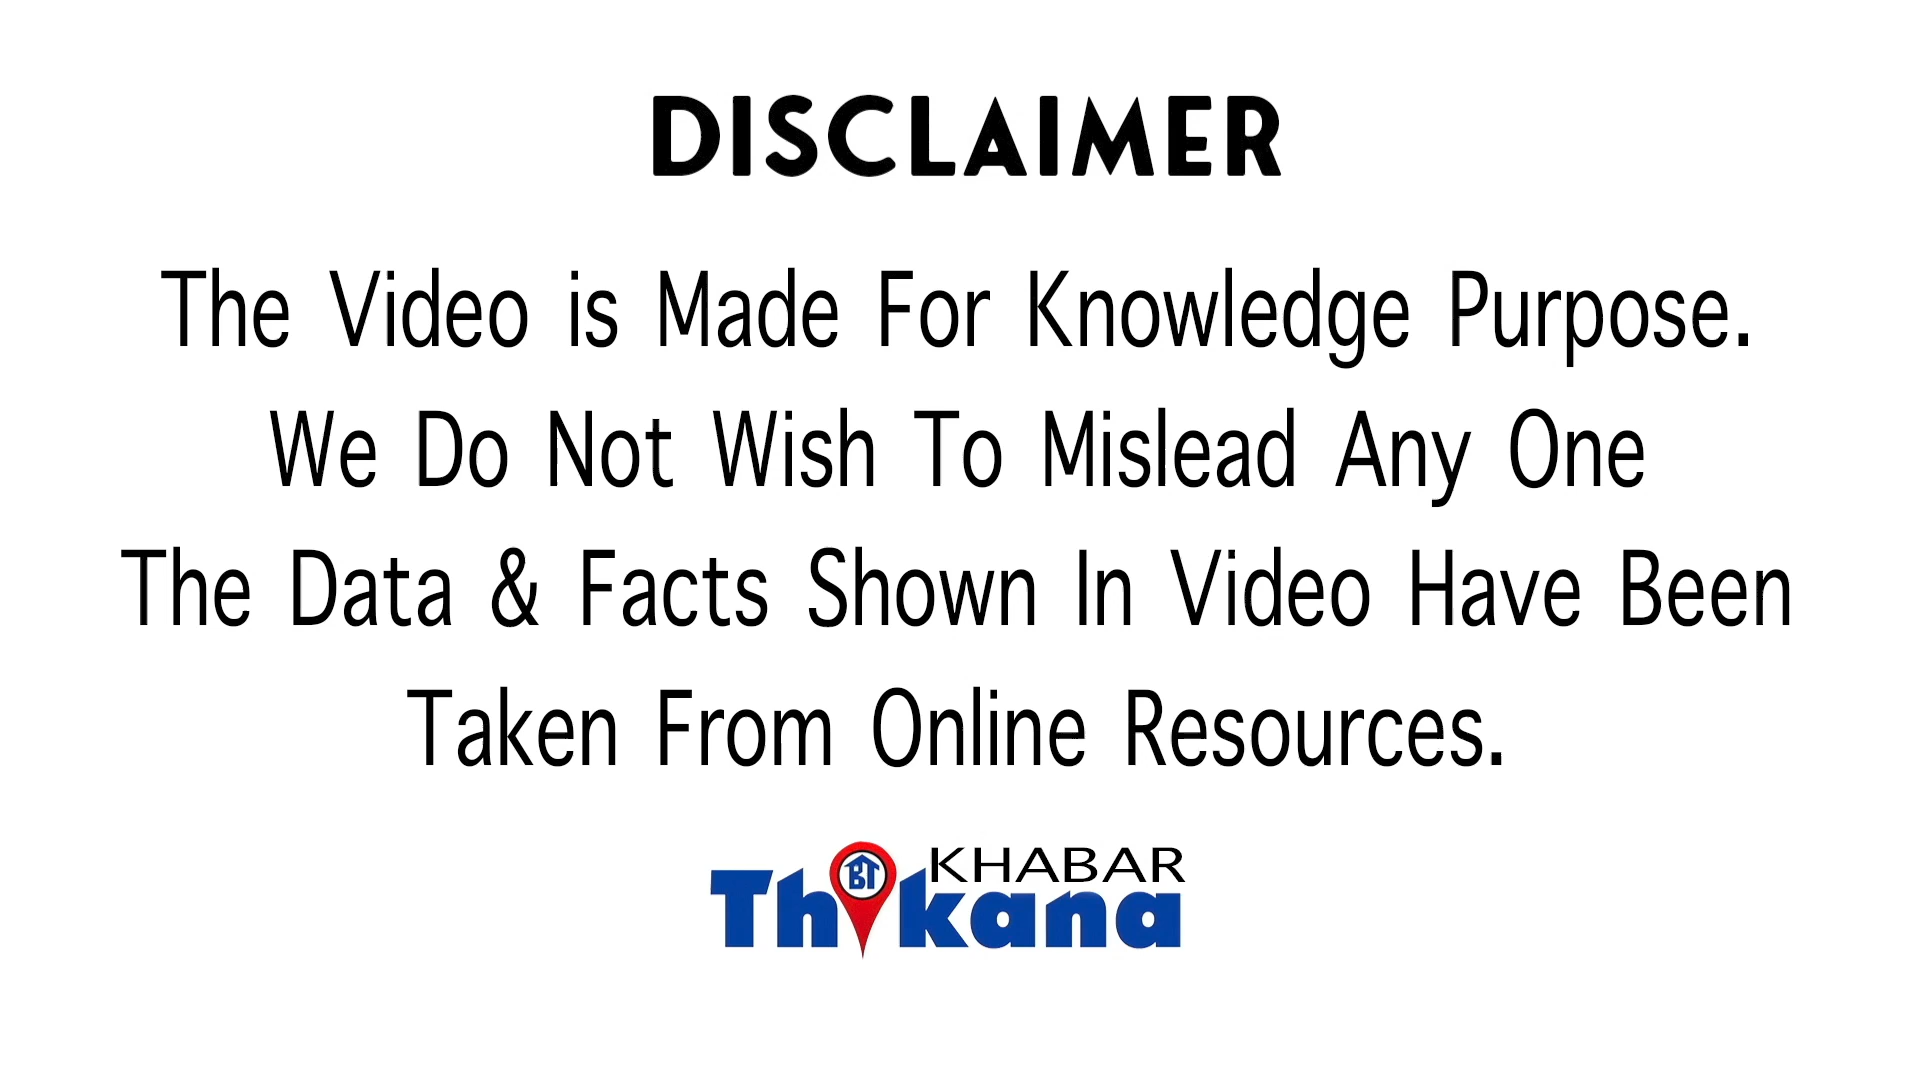 DISCLAIMER
The Video is Made For Knowledge Purpose.
We Do Not Wish To Mislead Any One
The Data & Facts Shown In Video Have Been
Taken From Online Resources.
KHABAR
BT
Thikana